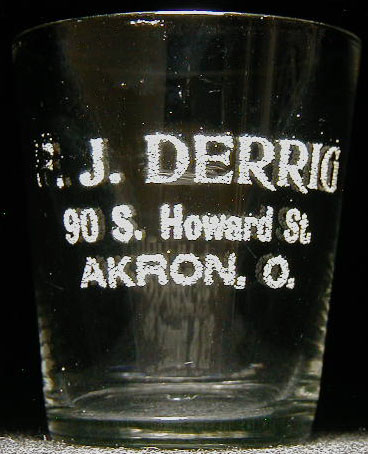 J. DERRIG
90 S. Howard St.
AKRON, O.